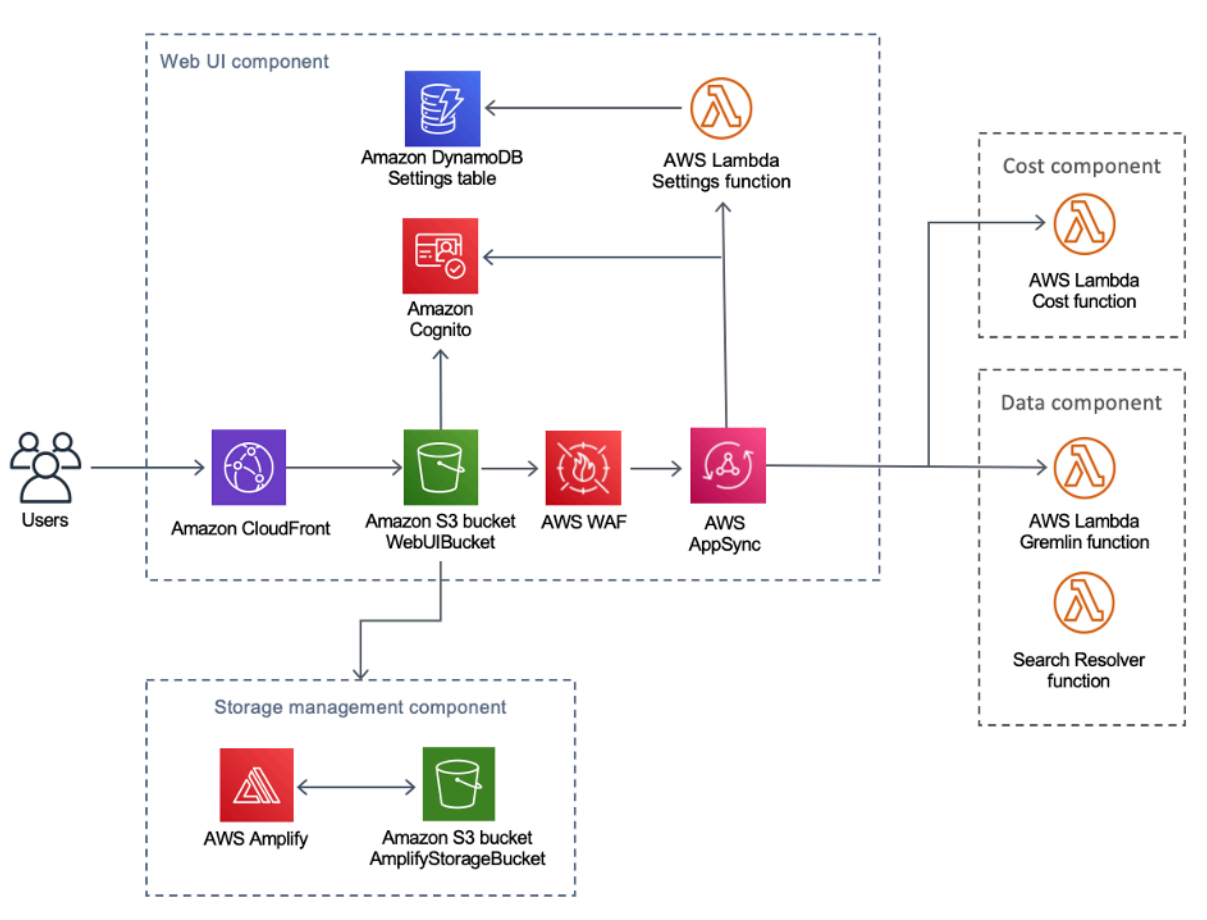 Web UI component
Amazon DynamoDB
Settings table
AWS Lambda
Settings function
Cost component
AWS Lambda
Cost function
Amazon
Cognito
Data component
Users
Amazon CloudFront
Amazon S3 bucket
WebUIBucket
AWS WAF
AWS
AppSync
AWS Lambda
Gremlin function
Search Resolver
function
Storage management component
AWS Amplify
Amazon S3 bucket
AmplifyStorageBucket